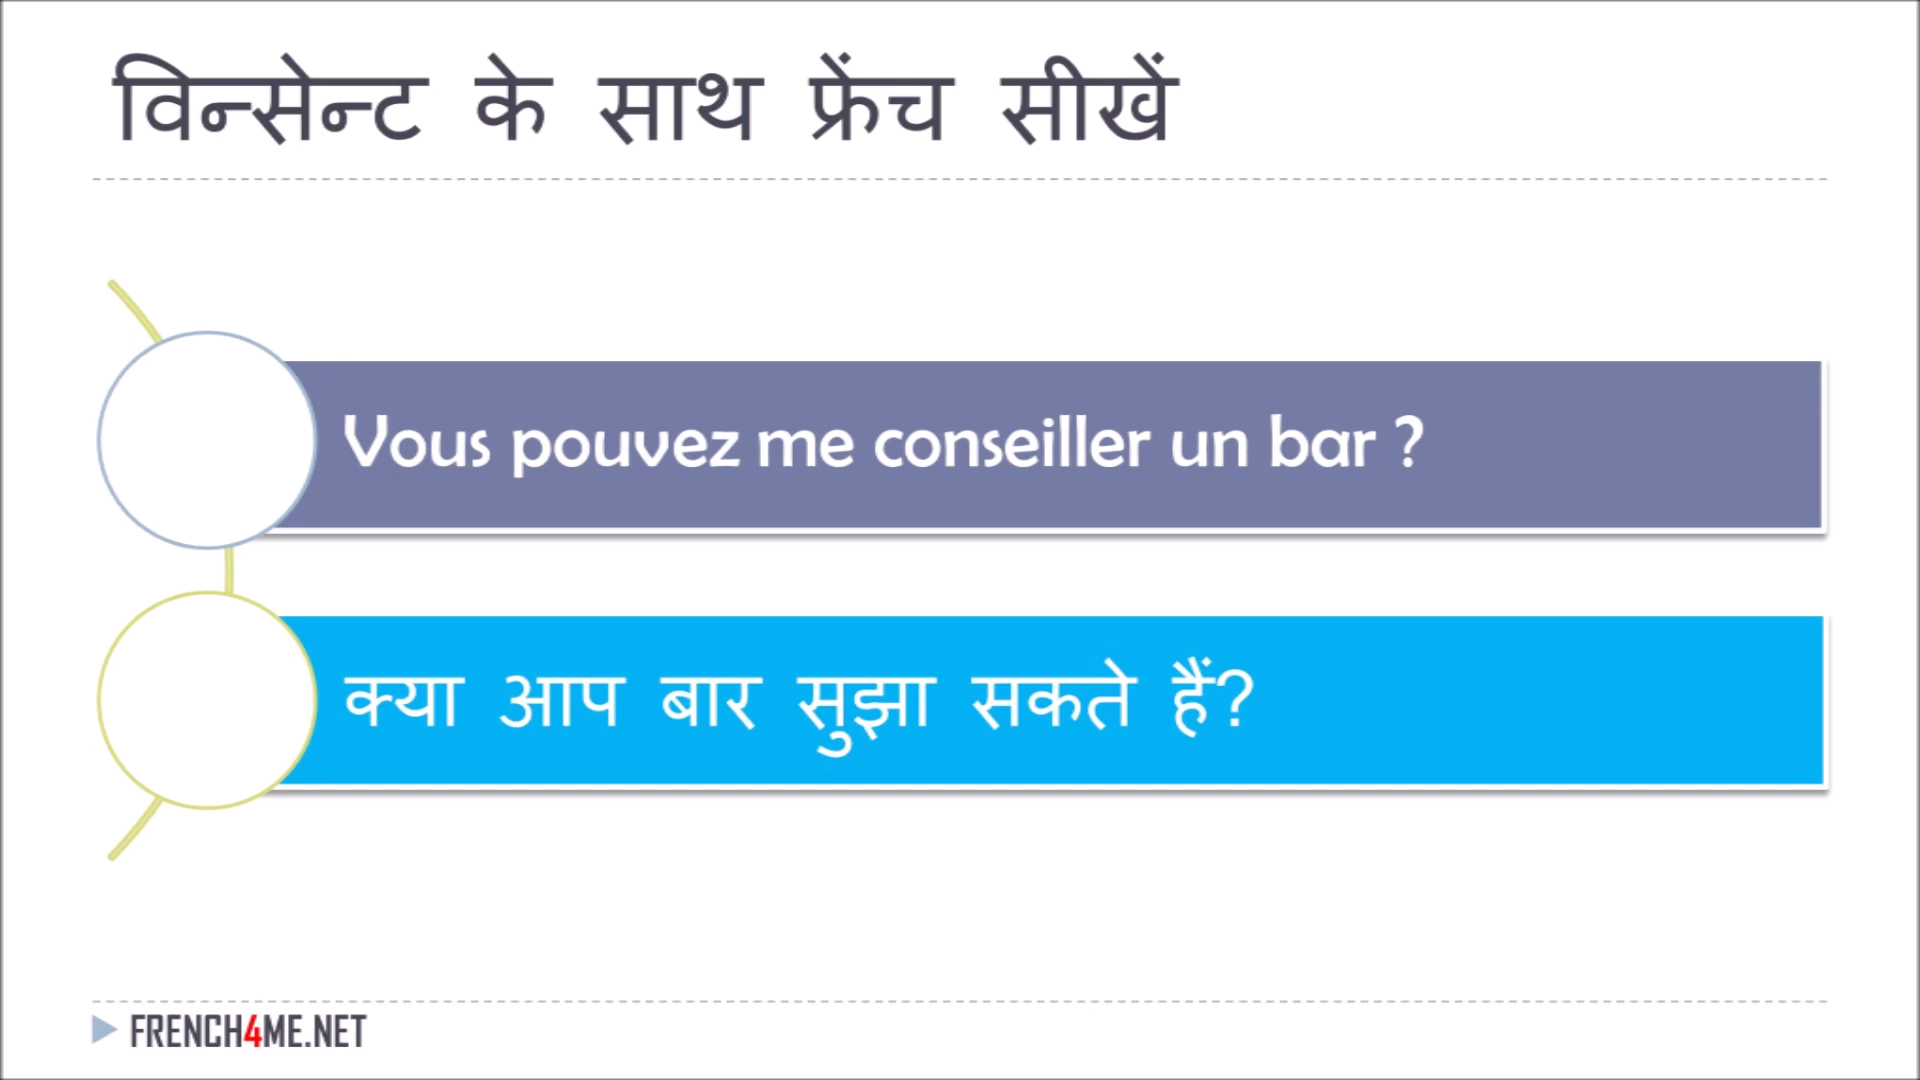 विन्सेन्ट के साथ फ्रेंच सीखें
Vous pouvez me conseiller un bar ?
क्या आप बार सुझा सकते हैं?
FRENCH4ME.NET